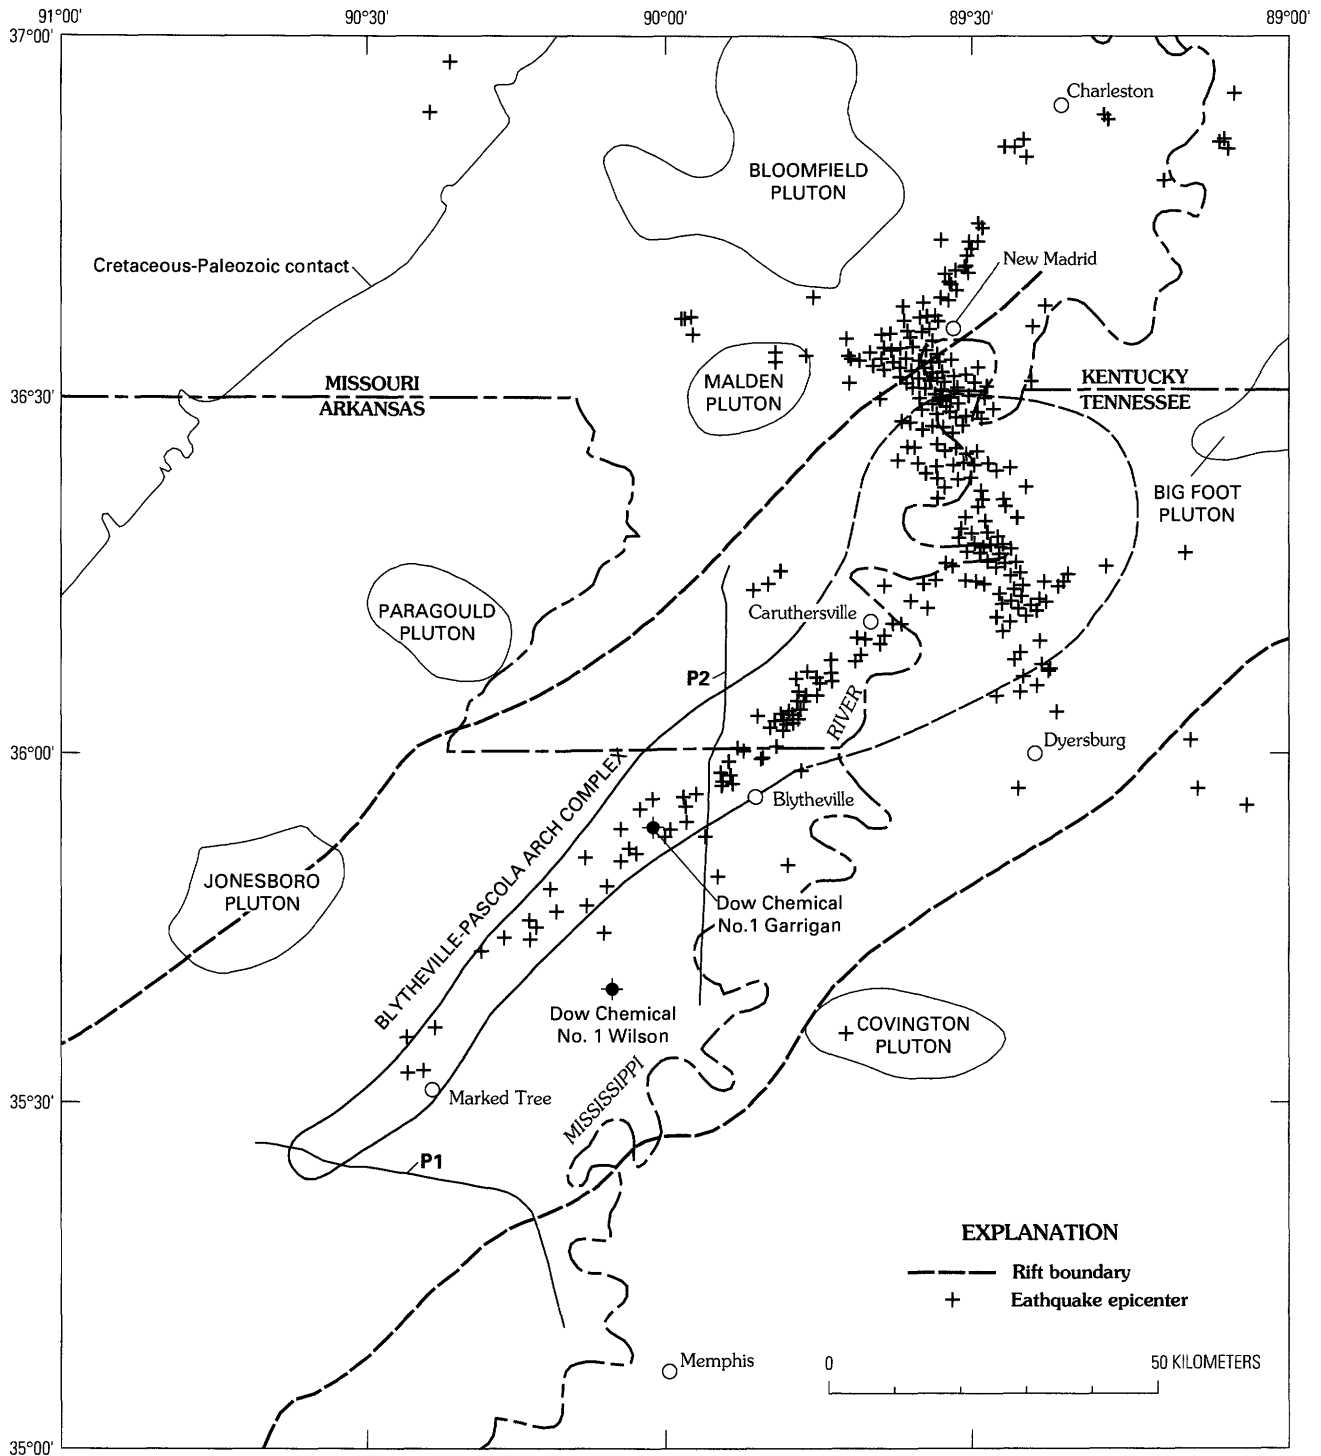 91°00'
90°30'
90°00'
89°30'
89°00'
37°00'
Charleston
BLOOMFIELD
PLUTON
Cretaceous-Paleozoic contact
New Madrid
MISSOURI
ARKANSAS
36°30'
MALDEN
PLUTON
KENTUCKY
TENNESSEE
BIG FOOT
PLUTON
PARAGOULD
PLUTON
Caruthersville
P2
RIVER
36°00'
Dyersburg
BLYTHEVILLE-PASCOLA ARCH COMPLEX
Blytheville
JONESBORO
PLUTON
Dow Chemical
No.1 Garrigan
Dow Chemical
No. 1 Wilson
COVINGTON
PLUTON
35°30'
Marked Tree
MISSISSIPPI
P1
EXPLANATION
Rift boundary
Eathquake epicenter
Memphis
0
50 KILOMETERS
35°00'